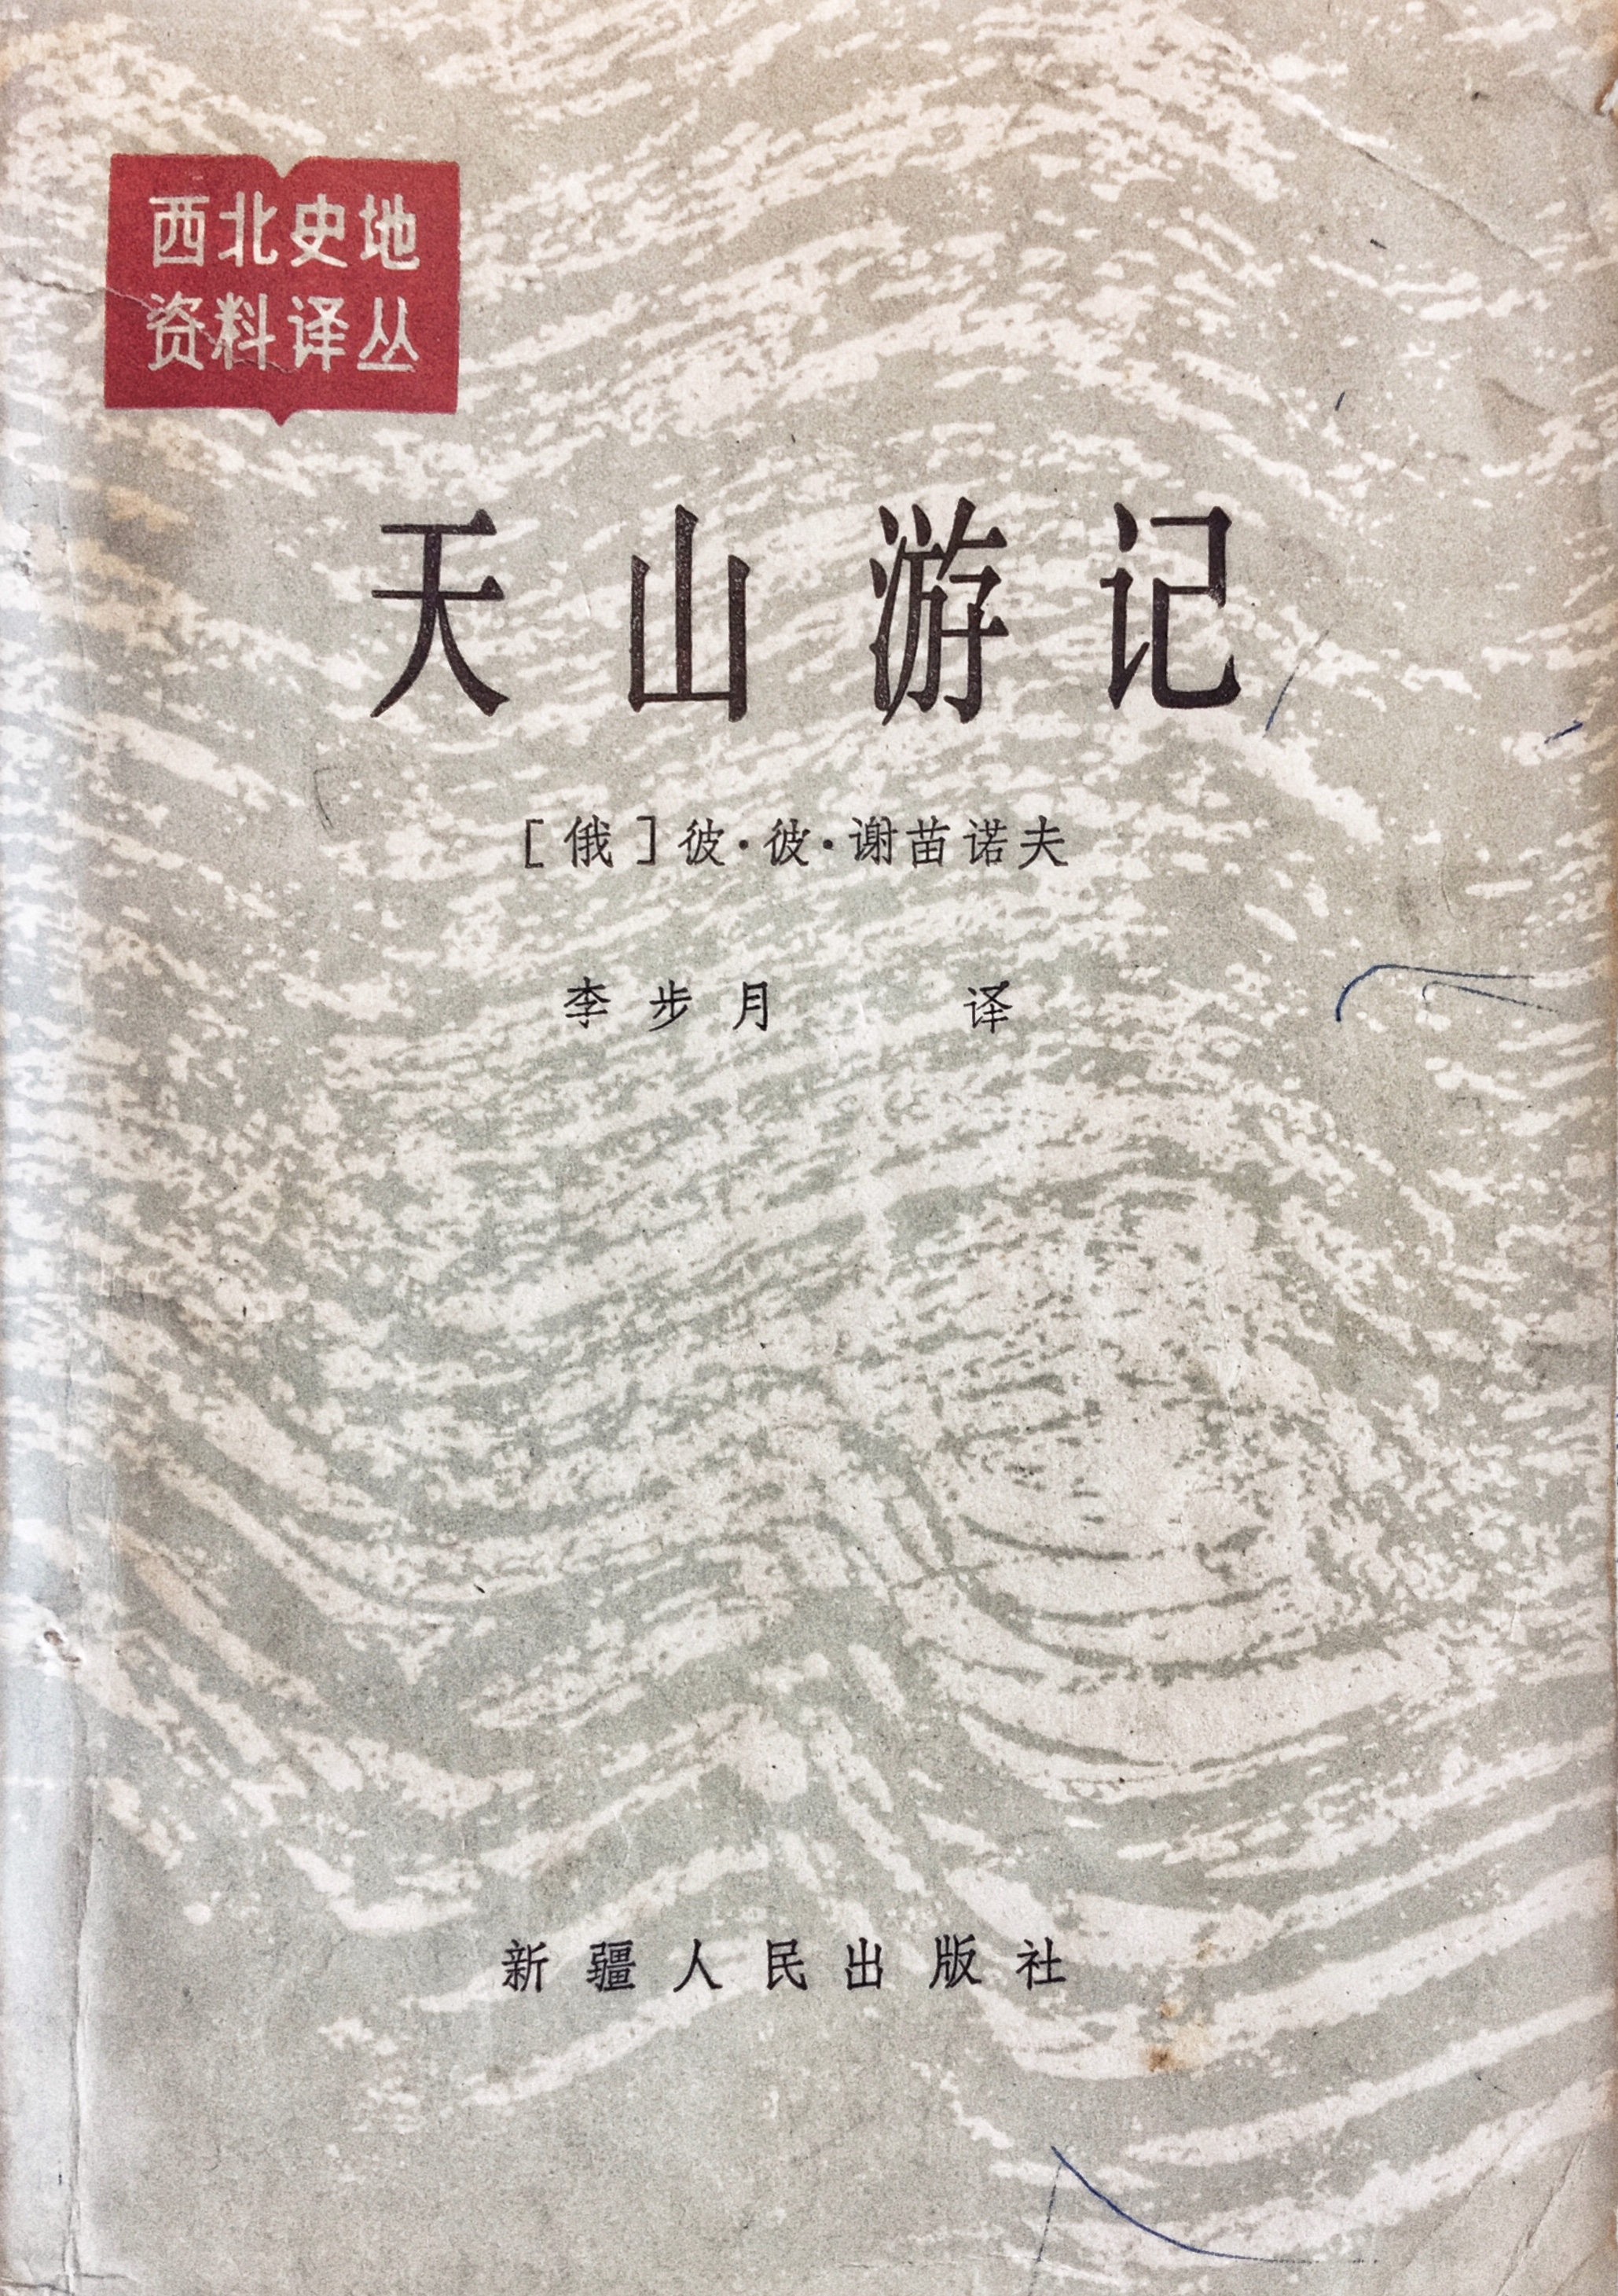 西北史地
资料译丛
天山游记
[俄]彼·彼·谢苗诺夫
李步月 译
新疆人民出版社